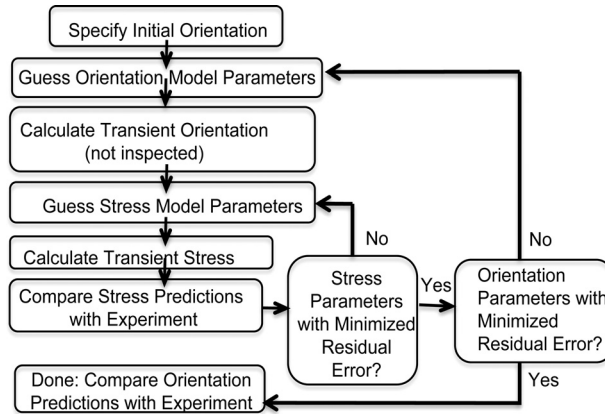 Specify Initial Orientation
Guess Orientation Model Parameters
Calculate Transient Orientation
(not inspected)
Guess Stress Model Parameters
Calculate Transient Stress
Compare Stress Predictions
with Experiment
No
Stress
Parameters
with Minimized
Residual
Error?
Yes
No
Orientation
Parameters with
Minimized
Residual Error?
Yes
Done: Compare Orientation
Predictions with Experiment